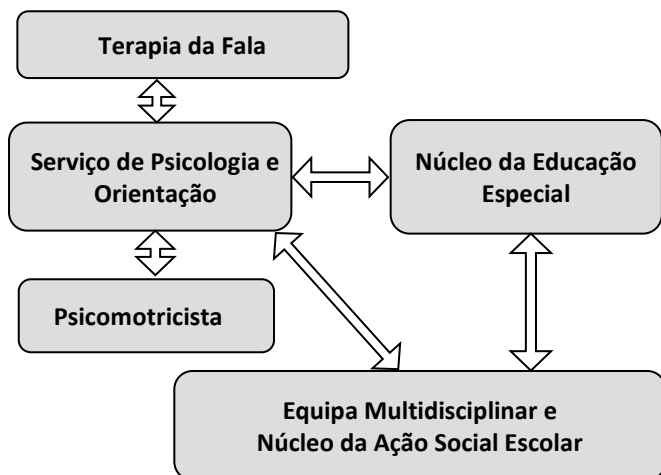 Terapia da Fala
Serviço de Psicologia e
Orientação
Núcleo da Educação
Especial
Psicomotricista
Equipa Multidisciplinar e
Núcleo da Ação Social Escolar